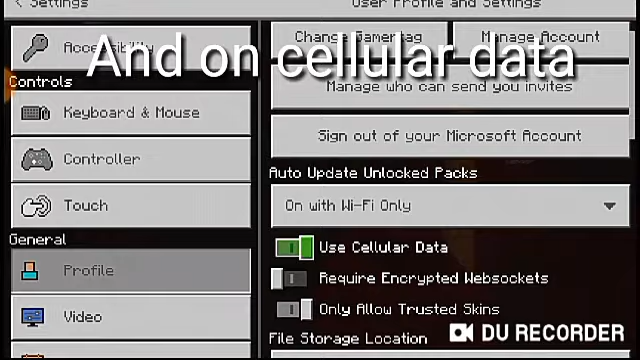 Settings
User Profile and Settings
Accessibility
Change Gamertag
Manage Account
And on cellular data
Controls
Manage who can send you invites
Keyboard & Mouse
Sign out of your Microsoft Account
Controller
Auto Update Unlocked Packs
Touch
On with Wi-Fi Only
General
Use Cellular Data
Profile
Require Encrypted Websockets
Video
Only Allow Trusted Skins
File Storage Location
DU RECORDER